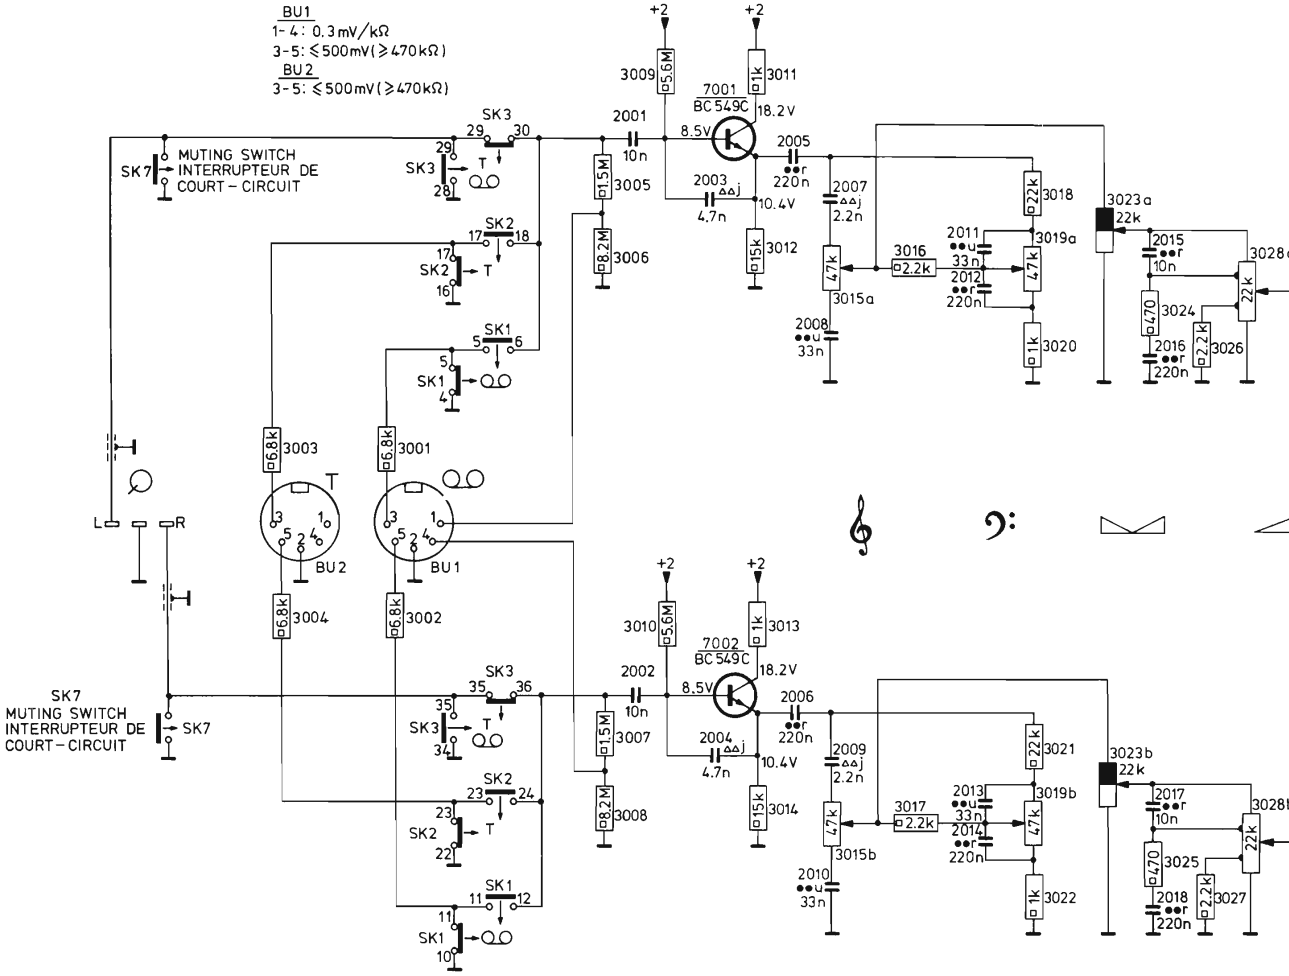 BU1
1-4: 0.3mV/kΩ
3-5: ≤500mV(≥470kΩ)
BU2
3-5: ≤500mV(≥470kΩ)
+2
+2
3009
5.6M
1k
3011
7001
BC549C
18.2V
8.5V
SK3
29
30
2001
10n
2005
220n
r
SK7
MUTING SWITCH
INTERRUPTEUR DE
COURT-CIRCUIT
29
SK3
T
28
1.5M
3005
2003
j
4.7n
10.4V
2007
j
2.2n
22k
3018
3023a
22k
SK2
17
18
17
SK2
T
16
8.2M
3006
15k
3012
3016
2.2k
2011
u
33n
2012
r
220n
3019a
47k
47k
3015a
2015
r
10n
3028a
22k
SK1
5
6
5
SK1
4
2008
u
33n
1k
3020
470
3024
2016
r
220n
2.2k
3026
6.8k
3003
6.8k
3001
T
L
R
3
1
5
4
2
BU2
3
1
5
4
2
BU1
6.8k
3004
6.8k
3002
+2
+2
3010
5.6M
1k
3013
7002
BC549C
18.2V
8.5V
SK3
35
36
2002
10n
2006
r
220n
SK7
MUTING SWITCH
INTERRUPTEUR DE
COURT-CIRCUIT
SK7
35
SK3
T
34
1.5M
3007
2004
j
4.7n
10.4V
2009
j
2.2n
22k
3021
3023b
22k
SK2
23
24
23
SK2
T
22
8.2M
3008
15k
3014
3017
2.2k
2013
u
33n
2014
r
220n
3019b
47k
47k
3015b
2017
r
10n
3028b
22k
SK1
11
12
11
SK1
10
2010
u
33n
1k
3022
470
3025
2018
r
220n
2.2k
3027